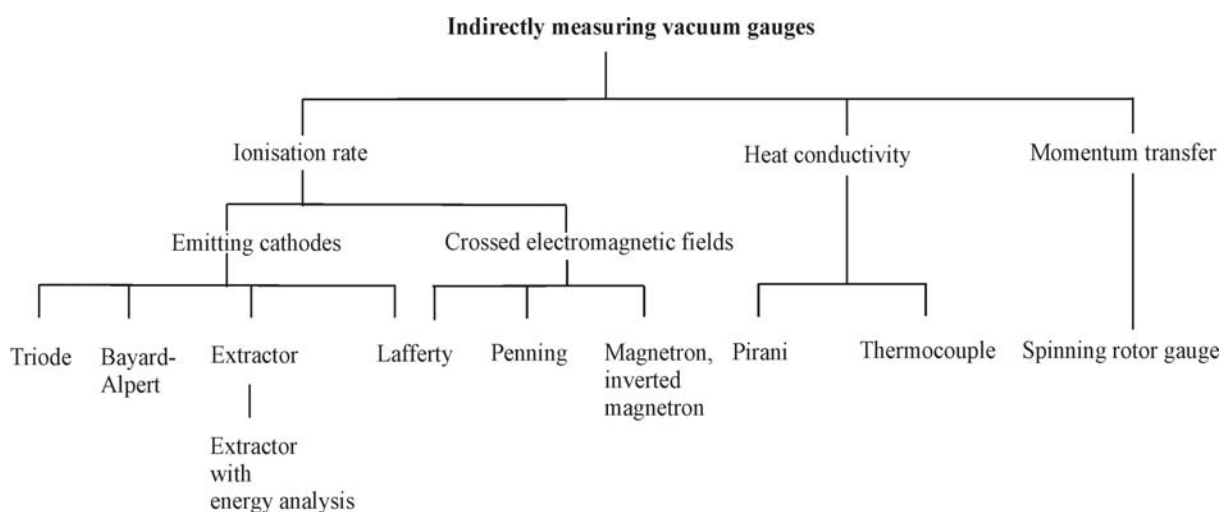 Indirectly measuring vacuum gauges
Ionisation rate
Heat conductivity
Momentum transfer
Emitting cathodes
Crossed electromagnetic fields
Triode
Bayard-
Alpert
Extractor
Lafferty
Penning
Magnetron,
inverted
magnetron
Pirani
Thermocouple
Spinning rotor gauge
Extractor
with
energy analysis